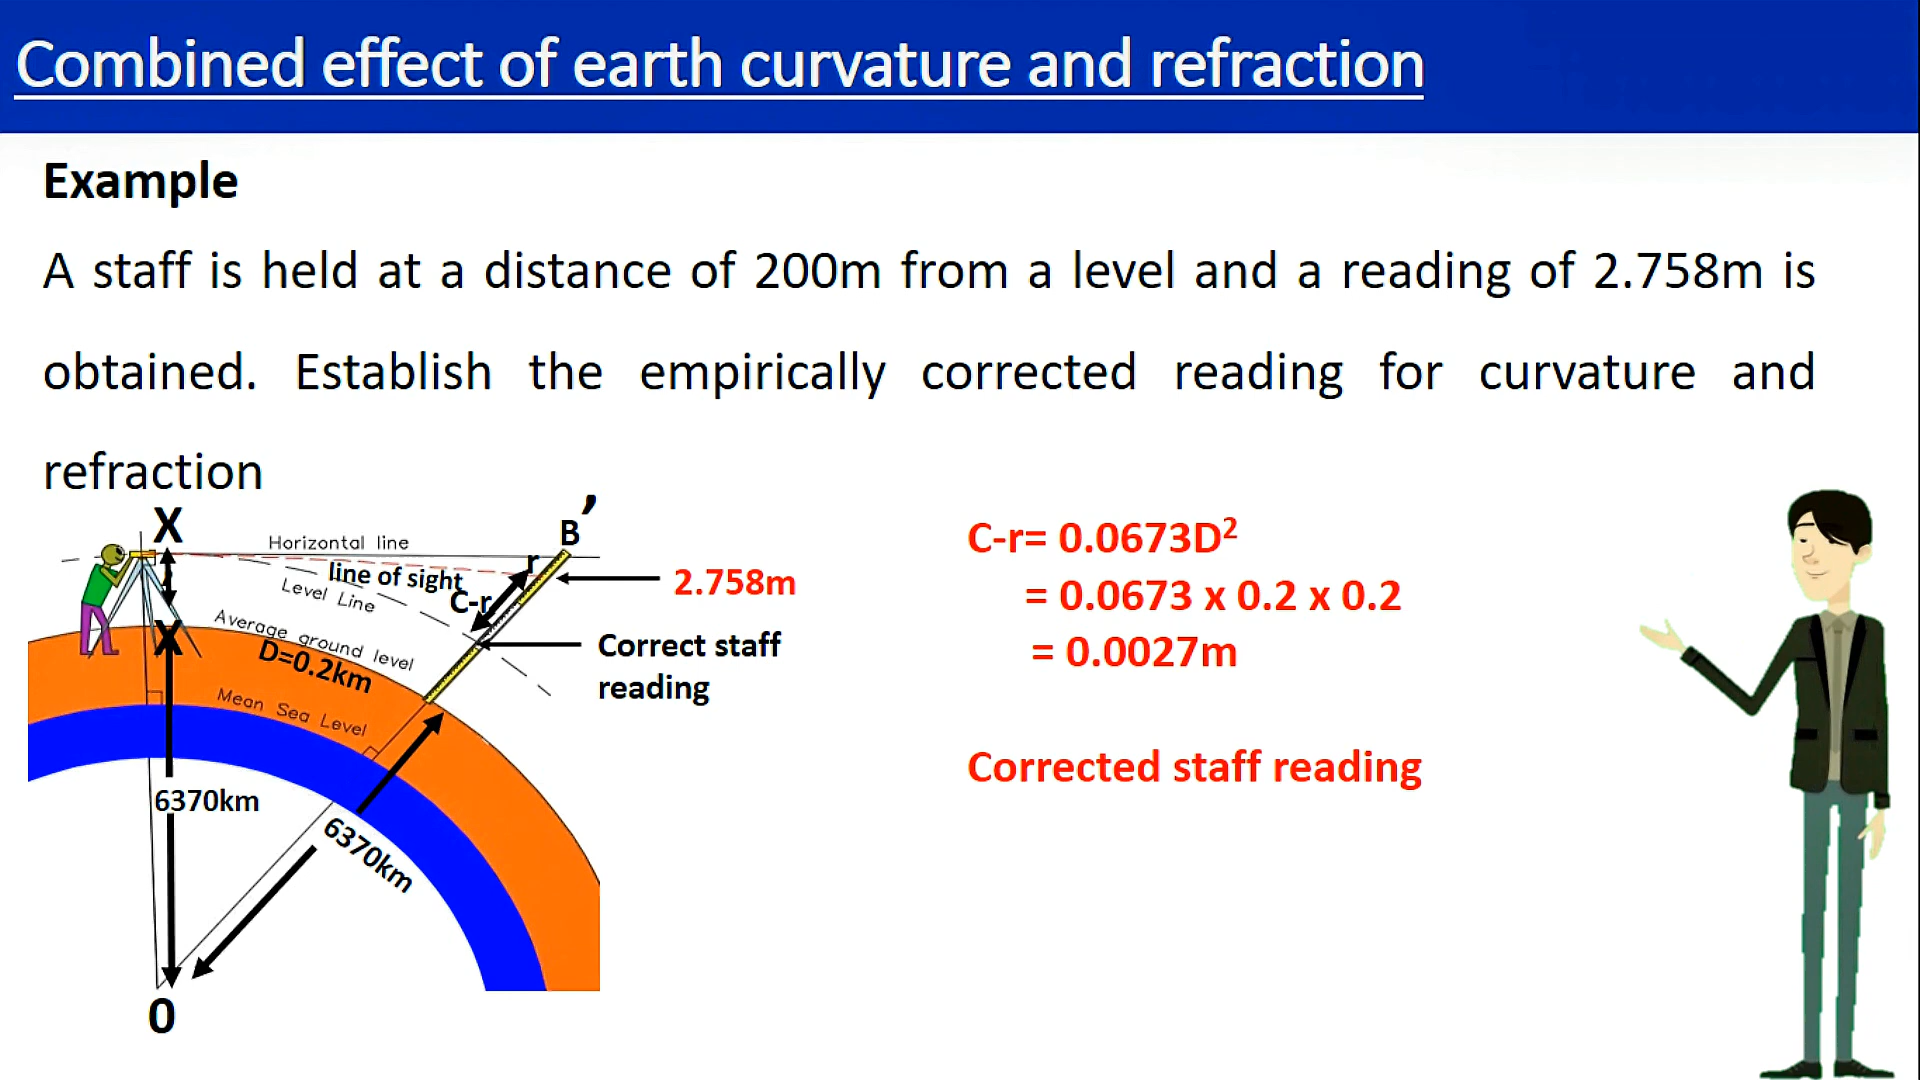 Combined effect of earth curvature and refraction
Example
A staff is held at a distance of 200m from a level and a reading of 2.758m is
obtained. Establish the empirically corrected reading for curvature and
refraction
X
B’
Horizontal line
r
line of sight
2.758m
Level Line
C-r
X
Average ground level
Correct staff
reading
D=0.2km
Mean Sea Level
6370km
6370km
O
C-r= 0.0673D²
= 0.0673 x 0.2 x 0.2
= 0.0027m
Corrected staff reading